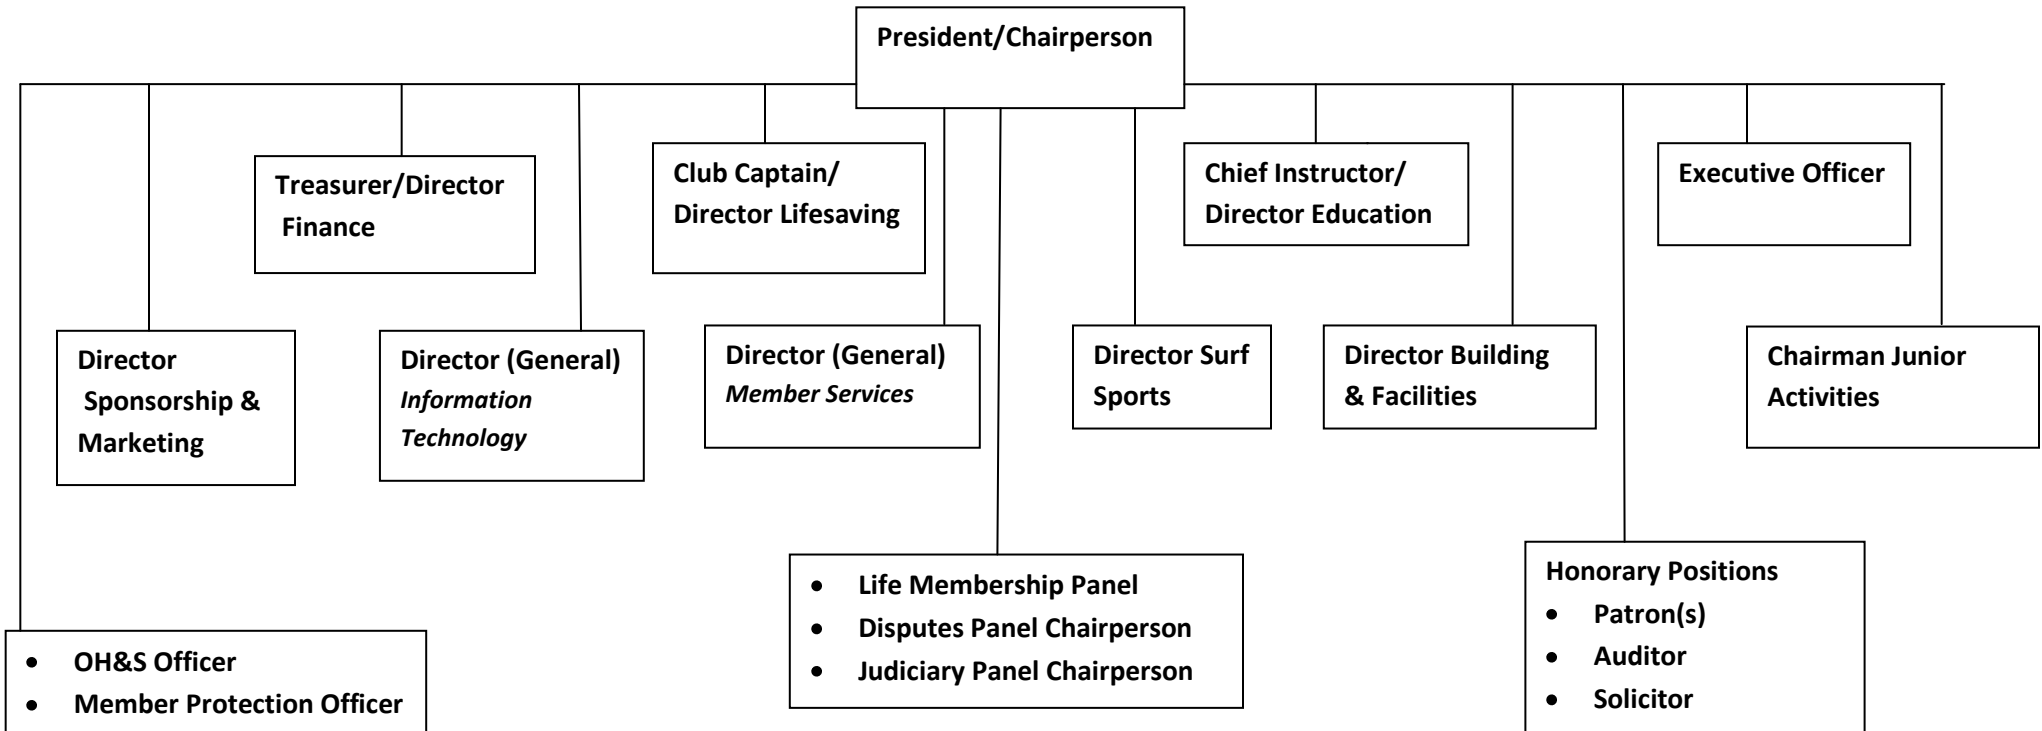 President/Chairperson
Treasurer/Director
Finance
Club Captain/
Director Lifesaving
Chief Instructor/
Director Education
Executive Officer
Director
Sponsorship &
Marketing
Director (General)
Information
Technology
Director (General)
Member Services
Director Surf
Sports
Director Building
& Facilities
Chairman Junior
Activities
• OH&S Officer
• Member Protection Officer
• Life Membership Panel
• Disputes Panel Chairperson
• Judiciary Panel Chairperson
Honorary Positions
• Patron(s)
• Auditor
• Solicitor